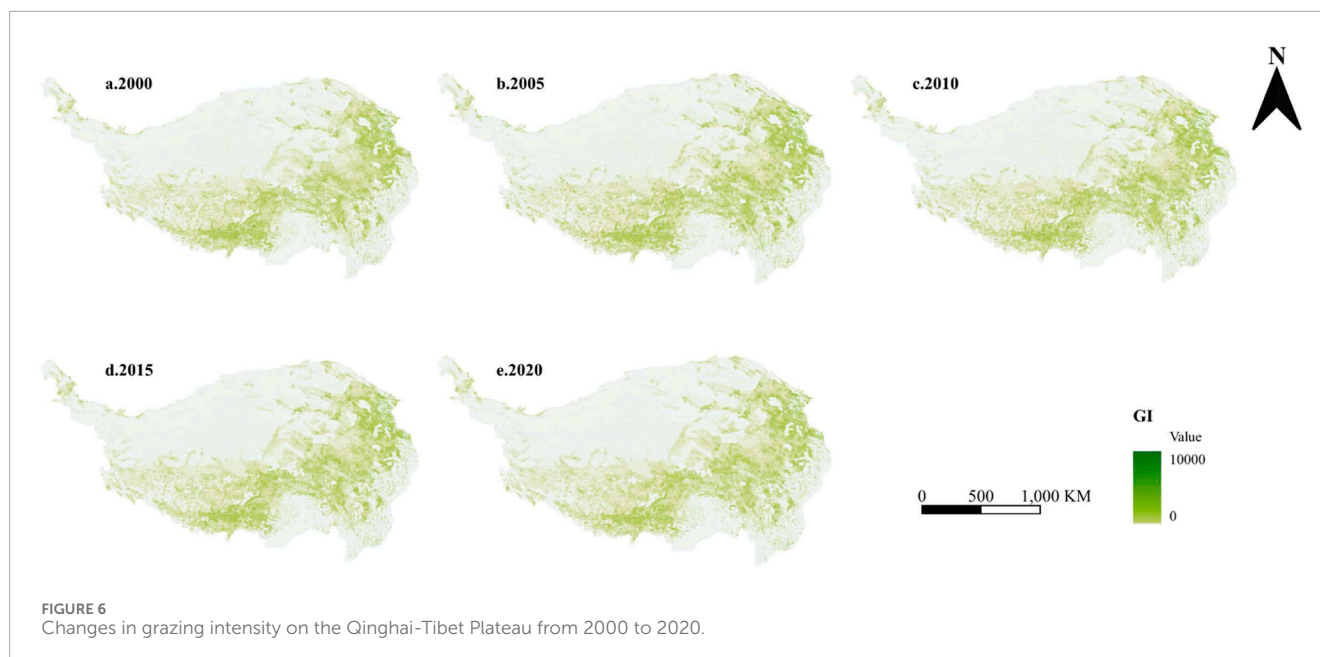 a.2000
b.2005
c.2010
N
d.2015
e.2020
GI
Value
10000
0
0 500 1,000 KM
FIGURE 6
Changes in grazing intensity on the Qinghai-Tibet Plateau from 2000 to 2020.